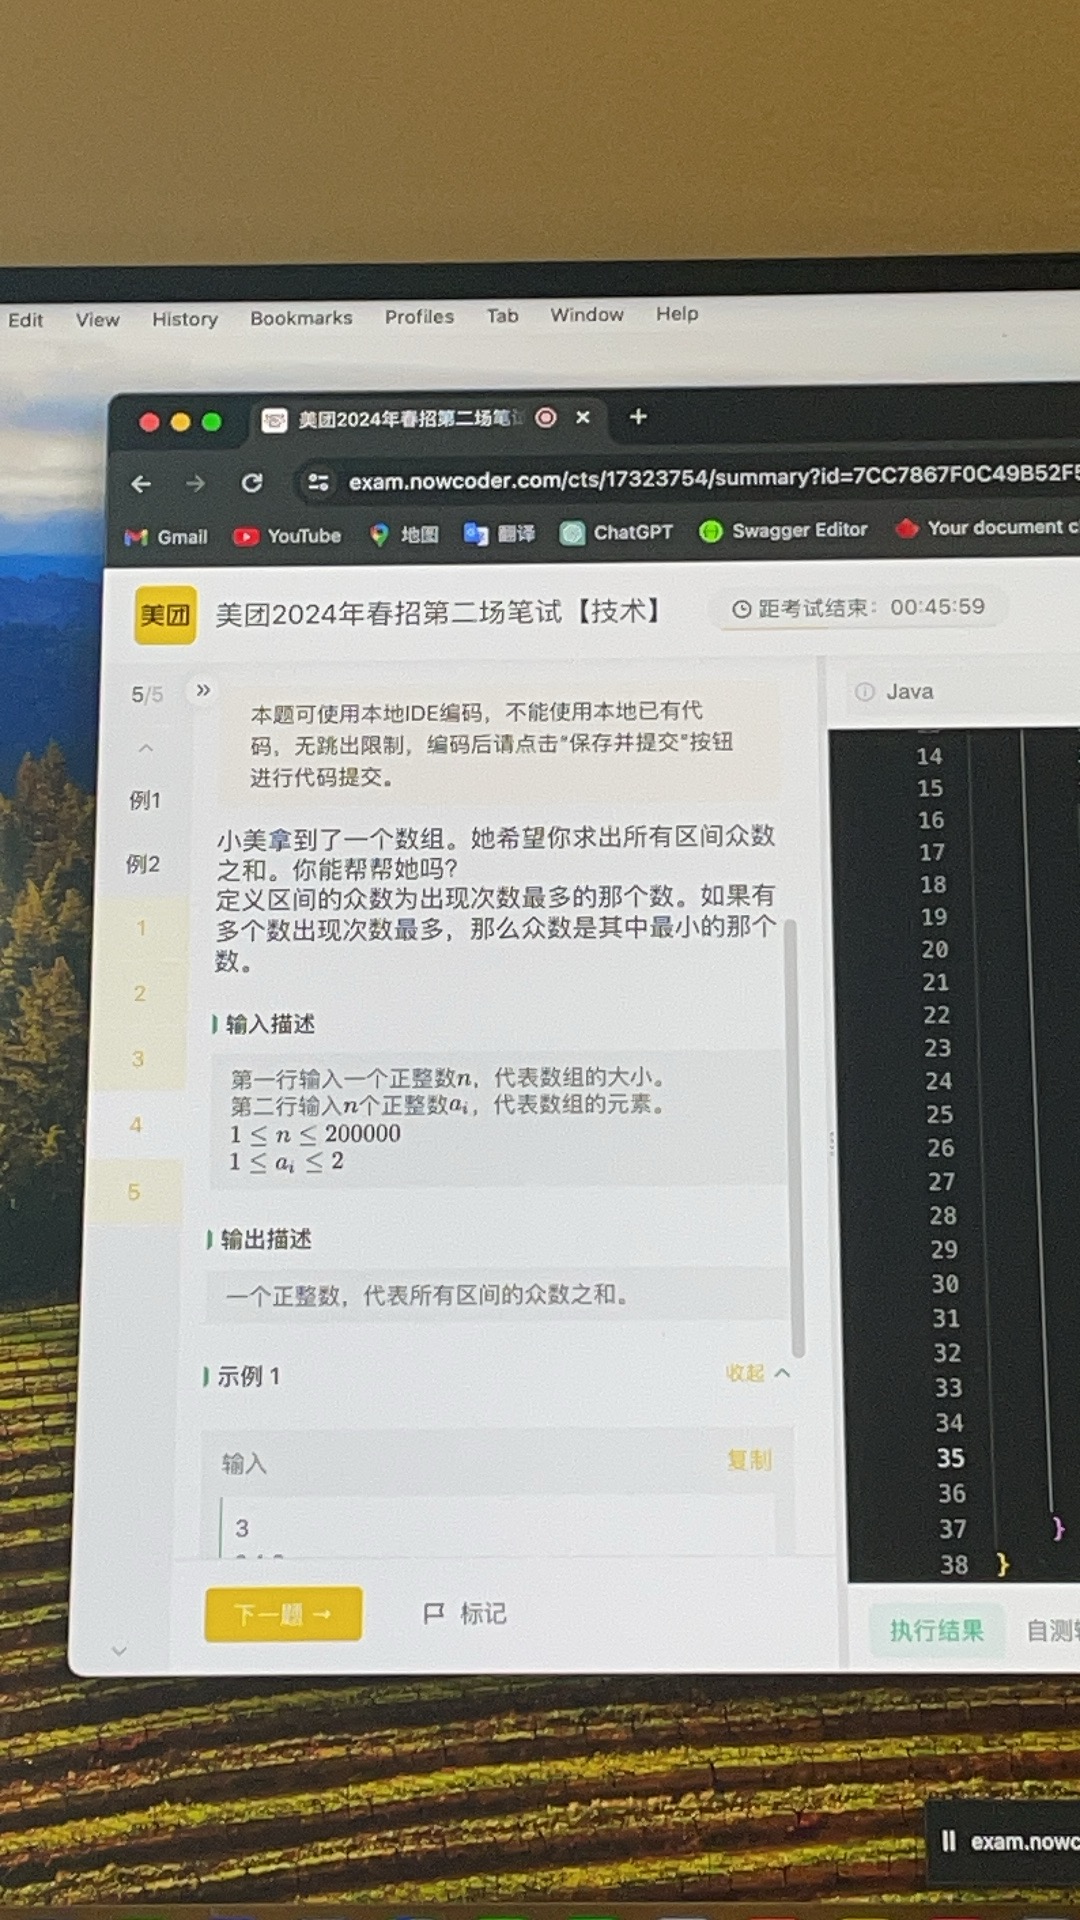 Edit View History Bookmarks Profiles Tab Window Help
美团2024年春招第二场笔试
exam.nowcoder.com/cts/17323754/summary?id=7CC7867F0C49B52F5
Gmail YouTube 地图 翻译 ChatGPT Swagger Editor Your document c
美团 美团2024年春招第二场笔试【技术】 距考试结束：00:45:59
5/5
例1
例2
1
2
3
4
5
本题可使用本地IDE编码，不能使用本地已有代
码，无跳出限制，编码后请点击"保存并提交"按钮
进行代码提交。
小美拿到了一个数组。她希望你求出所有区间众数
之和。你能帮帮她吗？
定义区间的众数为出现次数最多的那个数。如果有
多个数出现次数最多，那么众数是其中最小的那个
数。
输入描述
第一行输入一个正整数n，代表数组的大小。
第二行输入n个正整数aᵢ，代表数组的元素。
1 ≤ n ≤ 200000
1 ≤ aᵢ ≤ 2
输出描述
一个正整数，代表所有区间的众数之和。
示例 1 收起
输入 复制
3
下一题 → 标记
Java
14
15
16
17
18
19
20
21
22
23
24
25
26
27
28
29
30
31
32
33
34
35
36
37 }
38 }
执行结果 自测
exam.nowc